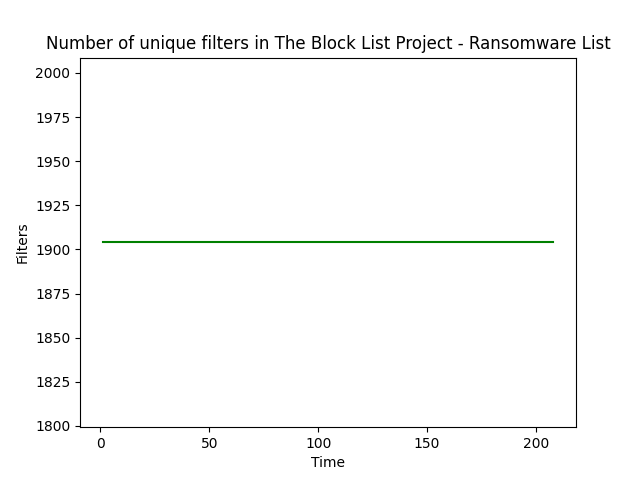 Number of unique filters in The Block List Project - Ransomware List
2000
1975
1950
1925
1900
1875
1850
1825
1800
Filters
0 50 100 150 200
Time